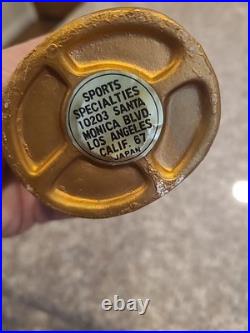 SPORTS
SPECIALTIES
10203 SANTA
MONICA BLVD.
LOS ANGELES
CALIF. 67
JAPAN